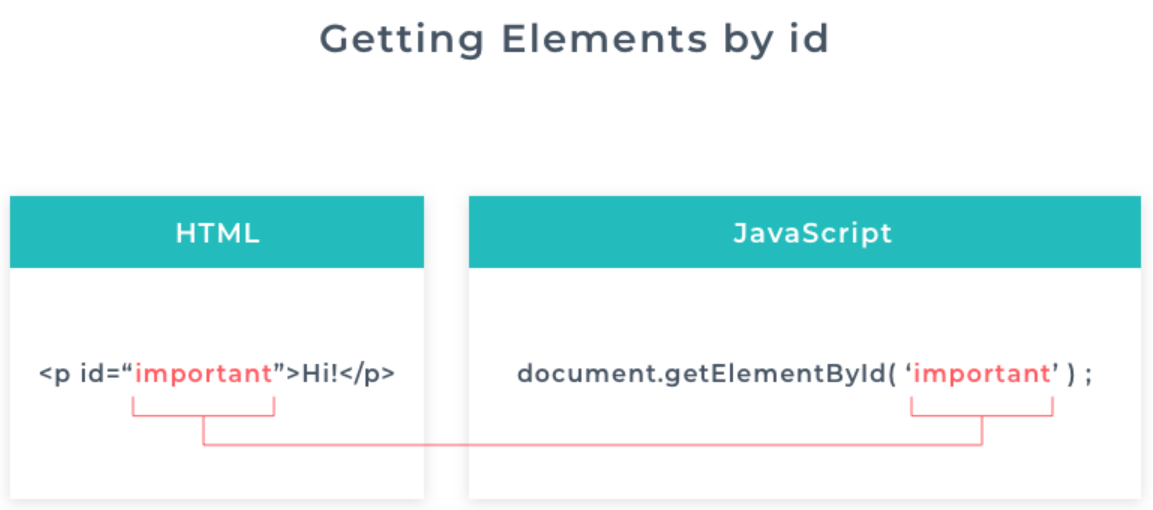 Getting Elements by id
HTML
JavaScript
<p id=“important”>Hi!</p>
document.getElementById( ‘important’ ) ;